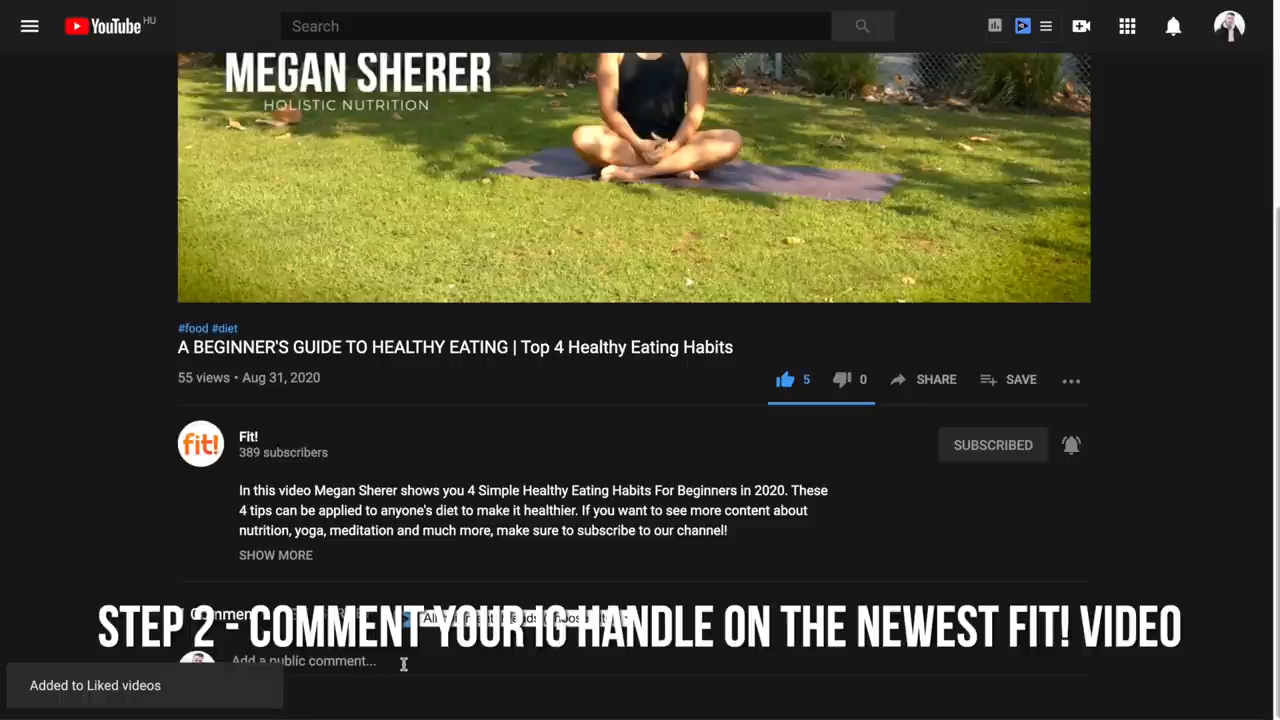 YouTube HU
Search
MEGAN SHERER
HOLISTIC NUTRITION
#food #diet
A BEGINNER'S GUIDE TO HEALTHY EATING | Top 4 Healthy Eating Habits
55 views • Aug 31, 2020
5
0
SHARE
SAVE
fit!
Fit!
389 subscribers
SUBSCRIBED
In this video Megan Sherer shows you 4 Simple Healthy Eating Habits For Beginners in 2020. These
4 tips can be applied to anyone's diet to make it healthier. If you want to see more content about
nutrition, yoga, meditation and much more, make sure to subscribe to our channel!
SHOW MORE
STEP 2 - COMMENT YOUR IG HANDLE ON THE NEWEST FIT! VIDEO
Add a public comment...
Added to Liked videos